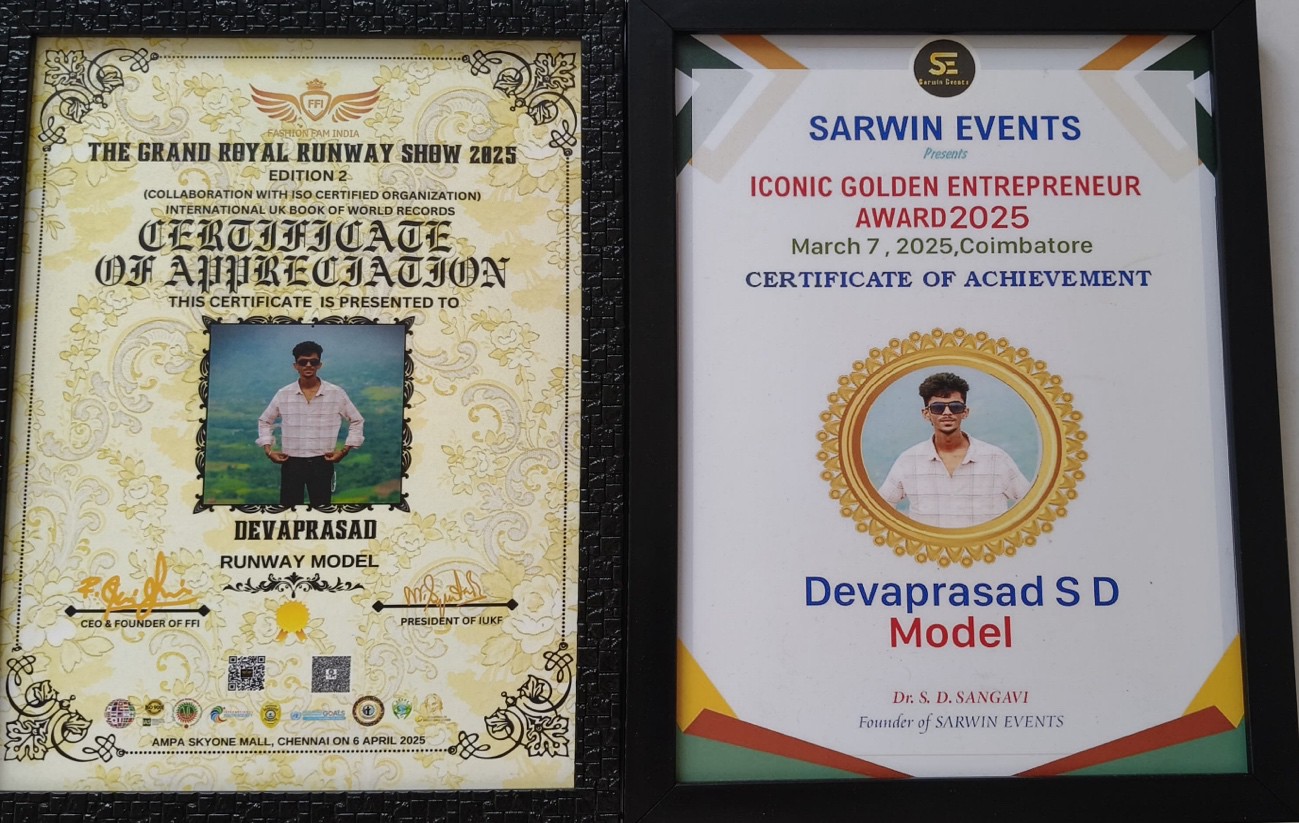 FFI
FASHION FAM INDIA
THE GRAND ROYAL RUNWAY SHOW 2025
EDITION 2
(COLLABORATION WITH ISO CERTIFIED ORGANIZATION)
INTERNATIONAL UK BOOK OF WORLD RECORDS
CERTIFICATE
OF APPRECIATION
THIS CERTIFICATE IS PRESENTED TO
DEVAPRASAD
RUNWAY MODEL
CEO & FOUNDER OF FFI
PRESIDENT OF IUKF
AMPA SKYONE MALL, CHENNAI ON 6 APRIL 2025
SE
Sarwin Events
SARWIN EVENTS
Presents
ICONIC GOLDEN ENTREPRENEUR
AWARD2025
March 7 , 2025,Coimbatore
CERTIFICATE OF ACHIEVEMENT
Devaprasad S D
Model
Dr. S. D. SANGAVI
Founder of SARWIN EVENTS